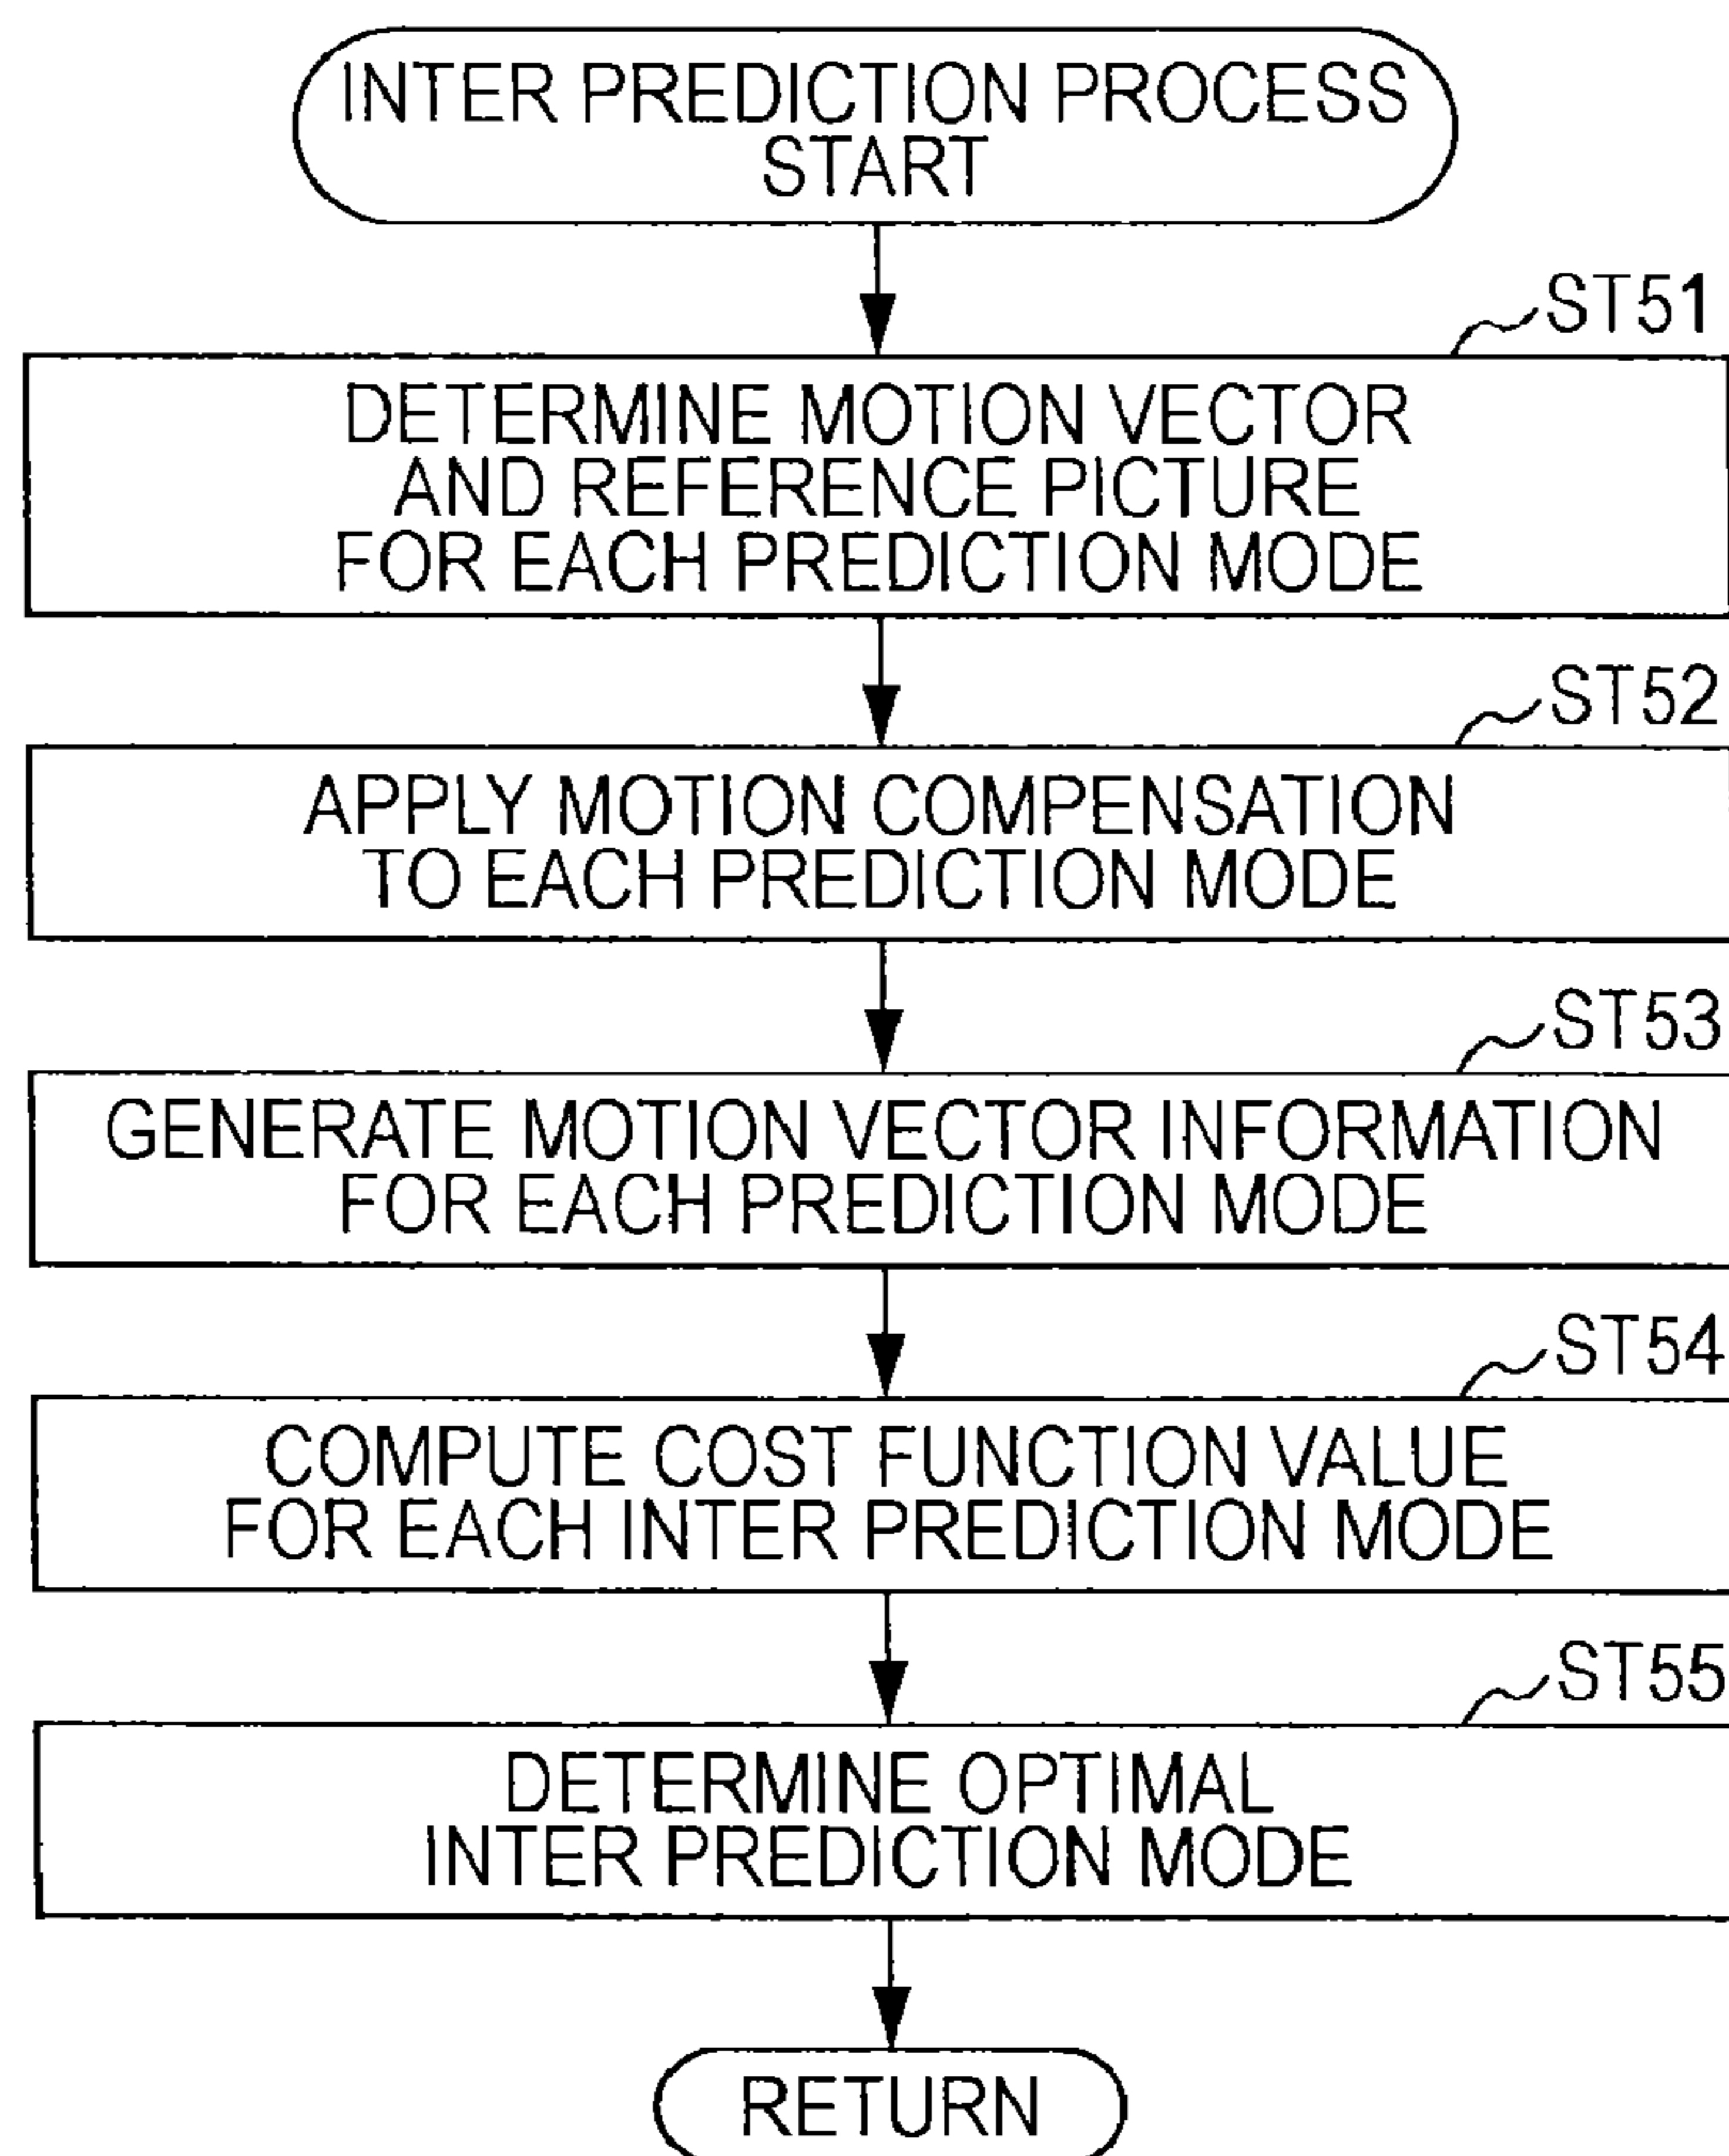 INTER PREDICTION PROCESS
START
ST51
DETERMINE MOTION VECTOR
AND REFERENCE PICTURE
FOR EACH PREDICTION MODE
ST52
APPLY MOTION COMPENSATION
TO EACH PREDICTION MODE
ST53
GENERATE MOTION VECTOR INFORMATION
FOR EACH PREDICTION MODE
ST54
COMPUTE COST FUNCTION VALUE
FOR EACH INTER PREDICTION MODE
ST55
DETERMINE OPTIMAL
INTER PREDICTION MODE
RETURN